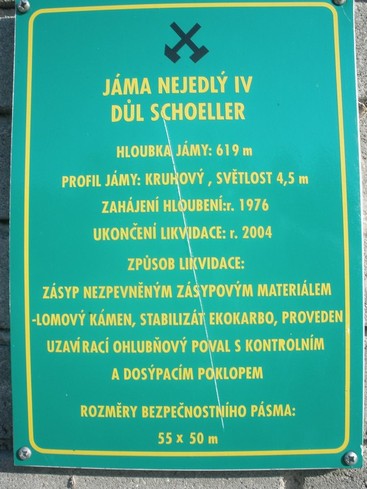 JÁMA NEJEDLÝ IV
DŮL SCHOELLER
HLOUBKA JÁMY: 619 m
PROFIL JÁMY: KRUHOVÝ , SVĚTLOST 4,5 m
ZAHÁJENÍ HLOUBENÍ:r. 1976
UKONČENÍ LIKVIDACE: r. 2004
ZPŮSOB LIKVIDACE:
ZÁSYP NEZPEVNĚNÝM ZÁSYPOVÝM MATERIÁLEM
-LOMOVÝ KÁMEN, STABILIZÁT EKOKARBO, PROVEDEN
UZAVÍRACÍ OHLUBŇOVÝ POVAL S KONTROLNÍM
A DOSÝPACÍM POKLOPEM
ROZMĚRY BEZPEČNOSTNÍHO PÁSMA:
55 x 50 m